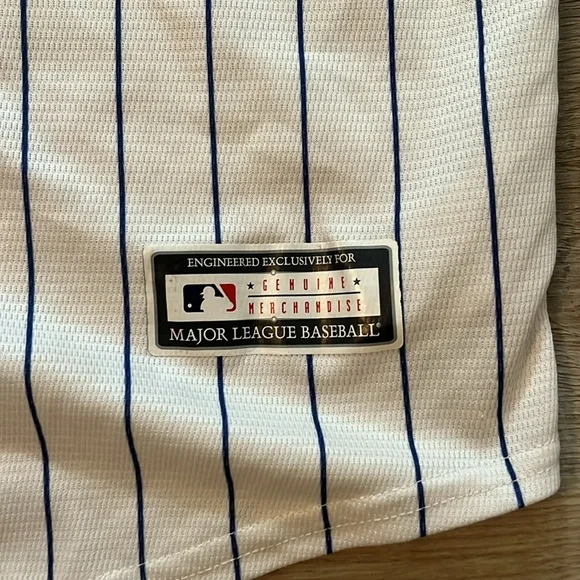 ENGINEERED EXCLUSIVELY FOR
★ GENUINE ★
MERCHANDISE
MAJOR LEAGUE BASEBALL®